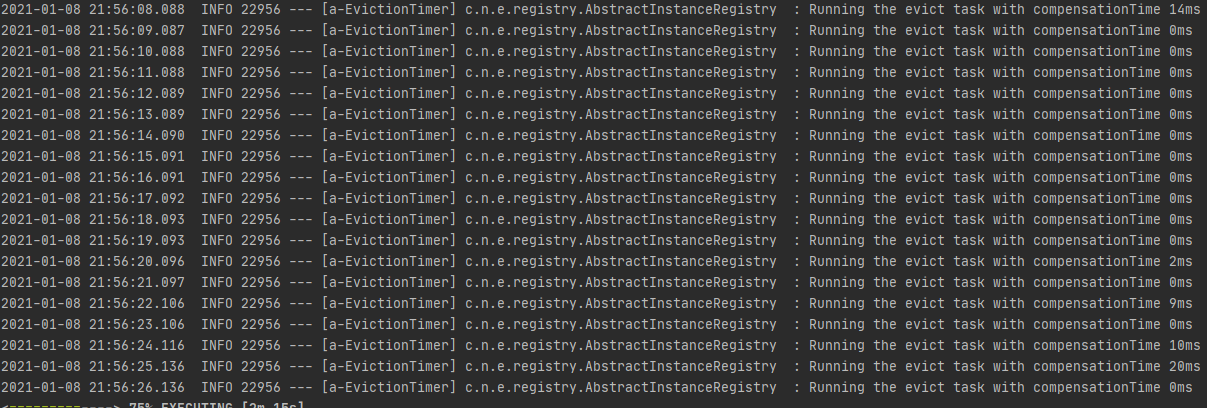 2021-01-08 21:56:08.088  INFO 22956 --- [a-EvictionTimer] c.n.e.registry.AbstractInstanceRegistry  : Running the evict task with compensationTime 14ms
2021-01-08 21:56:09.087  INFO 22956 --- [a-EvictionTimer] c.n.e.registry.AbstractInstanceRegistry  : Running the evict task with compensationTime 0ms
2021-01-08 21:56:10.088  INFO 22956 --- [a-EvictionTimer] c.n.e.registry.AbstractInstanceRegistry  : Running the evict task with compensationTime 0ms
2021-01-08 21:56:11.088  INFO 22956 --- [a-EvictionTimer] c.n.e.registry.AbstractInstanceRegistry  : Running the evict task with compensationTime 0ms
2021-01-08 21:56:12.089  INFO 22956 --- [a-EvictionTimer] c.n.e.registry.AbstractInstanceRegistry  : Running the evict task with compensationTime 0ms
2021-01-08 21:56:13.089  INFO 22956 --- [a-EvictionTimer] c.n.e.registry.AbstractInstanceRegistry  : Running the evict task with compensationTime 0ms
2021-01-08 21:56:14.090  INFO 22956 --- [a-EvictionTimer] c.n.e.registry.AbstractInstanceRegistry  : Running the evict task with compensationTime 0ms
2021-01-08 21:56:15.091  INFO 22956 --- [a-EvictionTimer] c.n.e.registry.AbstractInstanceRegistry  : Running the evict task with compensationTime 0ms
2021-01-08 21:56:16.091  INFO 22956 --- [a-EvictionTimer] c.n.e.registry.AbstractInstanceRegistry  : Running the evict task with compensationTime 0ms
2021-01-08 21:56:17.092  INFO 22956 --- [a-EvictionTimer] c.n.e.registry.AbstractInstanceRegistry  : Running the evict task with compensationTime 0ms
2021-01-08 21:56:18.093  INFO 22956 --- [a-EvictionTimer] c.n.e.registry.AbstractInstanceRegistry  : Running the evict task with compensationTime 0ms
2021-01-08 21:56:19.093  INFO 22956 --- [a-EvictionTimer] c.n.e.registry.AbstractInstanceRegistry  : Running the evict task with compensationTime 0ms
2021-01-08 21:56:20.096  INFO 22956 --- [a-EvictionTimer] c.n.e.registry.AbstractInstanceRegistry  : Running the evict task with compensationTime 2ms
2021-01-08 21:56:21.097  INFO 22956 --- [a-EvictionTimer] c.n.e.registry.AbstractInstanceRegistry  : Running the evict task with compensationTime 0ms
2021-01-08 21:56:22.106  INFO 22956 --- [a-EvictionTimer] c.n.e.registry.AbstractInstanceRegistry  : Running the evict task with compensationTime 9ms
2021-01-08 21:56:23.106  INFO 22956 --- [a-EvictionTimer] c.n.e.registry.AbstractInstanceRegistry  : Running the evict task with compensationTime 0ms
2021-01-08 21:56:24.116  INFO 22956 --- [a-EvictionTimer] c.n.e.registry.AbstractInstanceRegistry  : Running the evict task with compensationTime 10ms
2021-01-08 21:56:25.136  INFO 22956 --- [a-EvictionTimer] c.n.e.registry.AbstractInstanceRegistry  : Running the evict task with compensationTime 20ms
2021-01-08 21:56:26.136  INFO 22956 --- [a-EvictionTimer] c.n.e.registry.AbstractInstanceRegistry  : Running the evict task with compensationTime 0ms
<=========----> 75% EXECUTING [2m 15s]